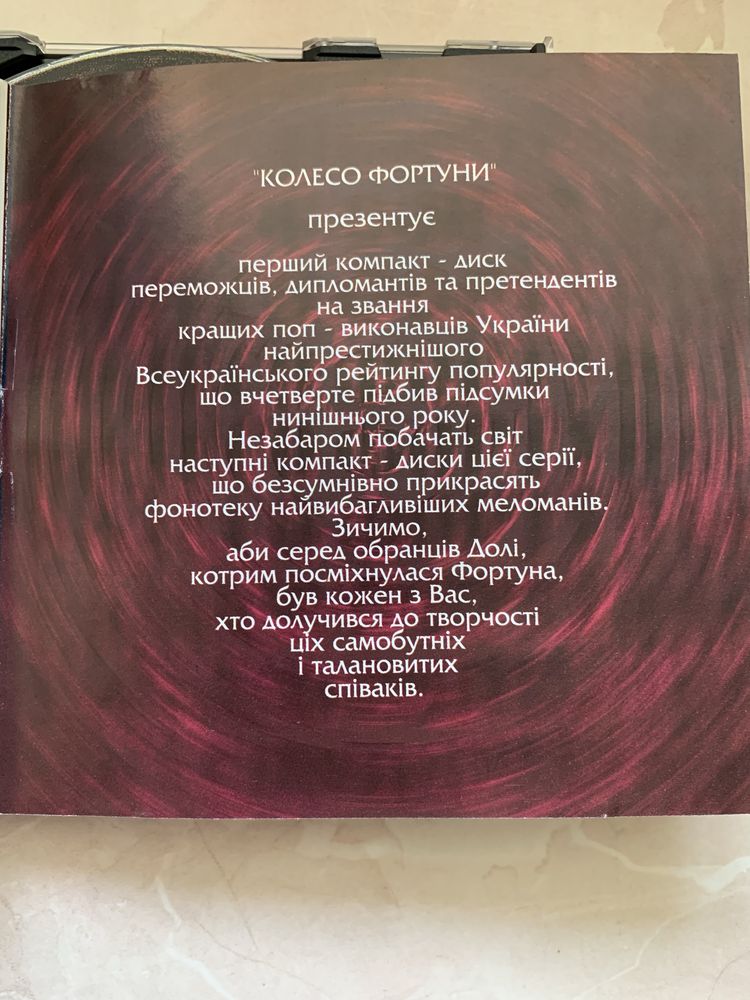 "КОЛЕСО ФОРТУНИ"
презентує
перший компакт - диск
переможців, дипломантів та претендентів
на звання
кращих поп - виконавців України
найпрестижнішого
Всеукраїнського рейтингу популярності,
що вчетверте підбив підсумки
нинішнього року.
Незабаром побачать світ
наступні компакт - диски цієї серії,
що безсумнівно прикрасять
фонотеку найвибагливіших меломанів.
Зичимо,
аби серед обранців Долі,
котрим посміхнулася Фортуна,
був кожен з Вас,
хто долучився до творчості
ціх самобутніх
і талановитих
співаків.